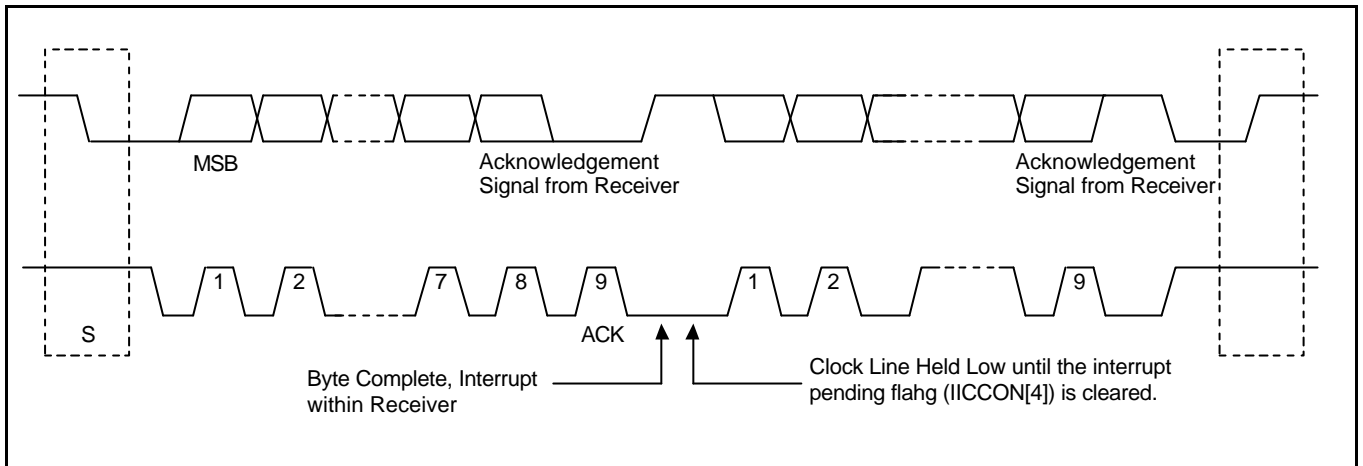 MSB
Acknowledgement
Signal from Receiver
Acknowledgement
Signal from Receiver
1 2 7 8 9 1 2 9
S
ACK
Byte Complete, Interrupt
within Receiver
Clock Line Held Low until the interrupt
pending flahg (IICCON[4]) is cleared.